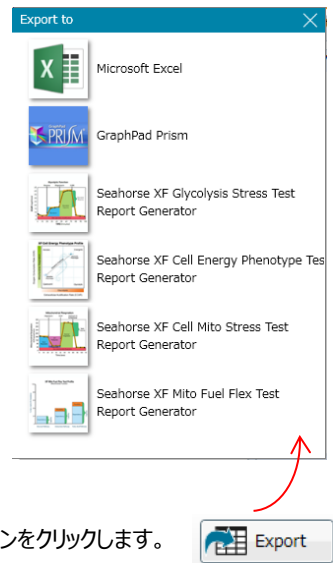 Export to
Microsoft Excel
GraphPad
PRISM
GraphPad Prism
Seahorse XF Glycolysis Stress Test
Report Generator
Seahorse XF Cell Energy Phenotype Tes
Report Generator
Seahorse XF Cell Mito Stress Test
Report Generator
Seahorse XF Mito Fuel Flex Test
Report Generator
ンをクリックします。
Export